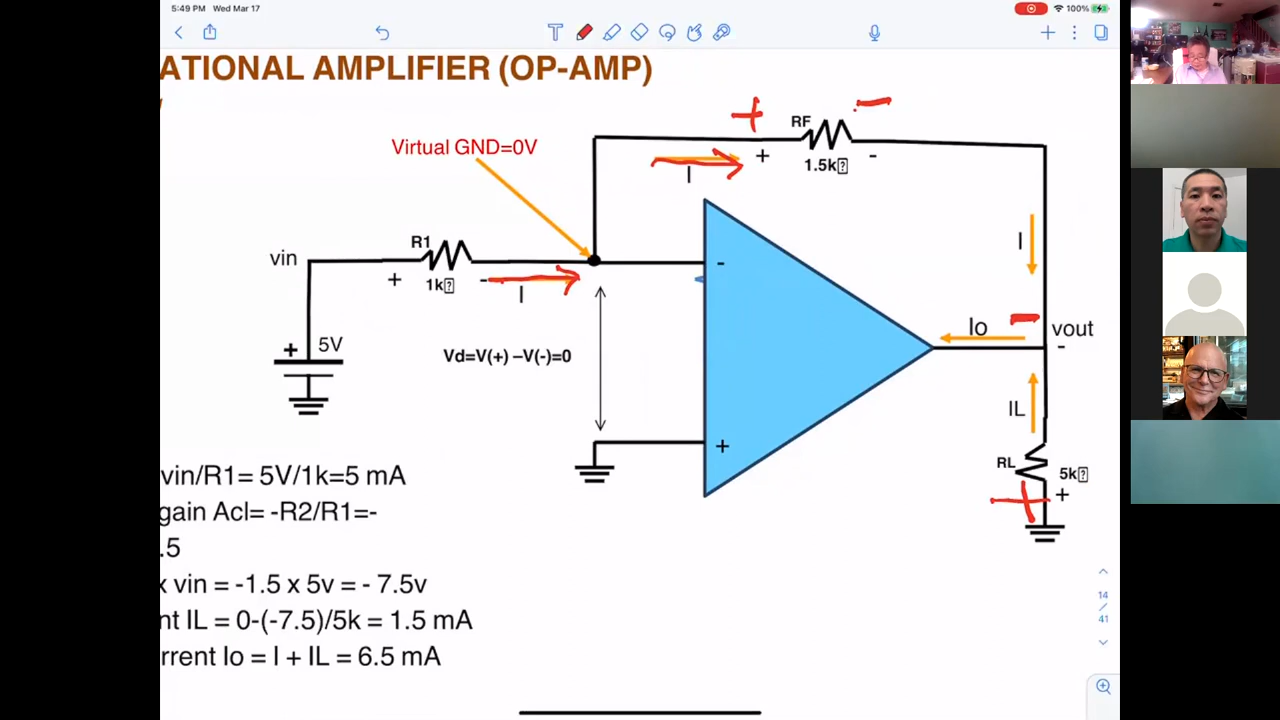 5:49 PM Wed Mar 17
100%
T
ATIONAL AMPLIFIER (OP-AMP)
+ -
RF
Virtual GND=0V
+ -
1.5k
I
R1
vin
-
+ -
1k
I
I
Io -
vout
-
+ 5V
Vd=V(+) –V(-)=0
IL
+
RL
5k
+ +
vin/R1= 5V/1k=5 mA
gain Acl= -R2/R1=-
.5
x vin = -1.5 x 5v = - 7.5v
nt IL = 0-(-7.5)/5k = 1.5 mA
rrent Io = I + IL = 6.5 mA
14
/
41